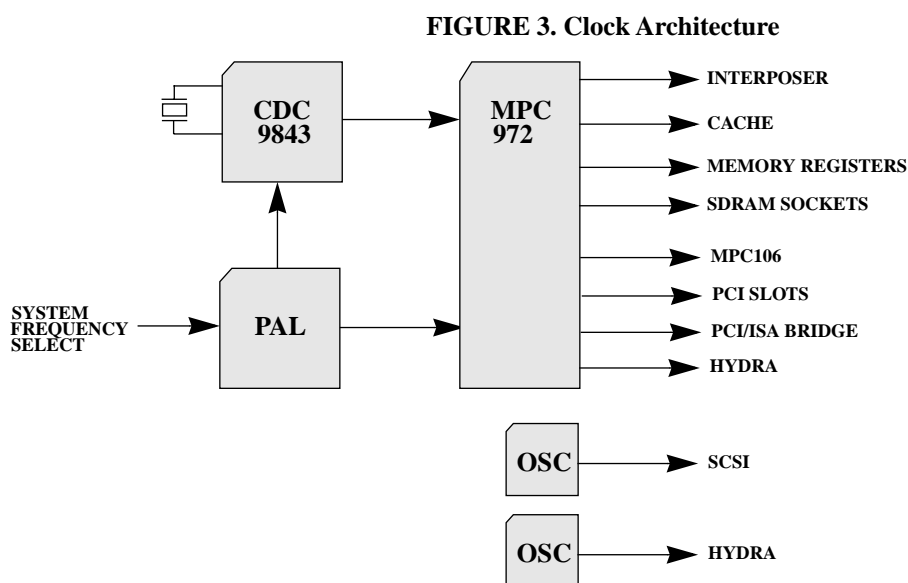 FIGURE 3. Clock Architecture
CDC
9843
MPC
972
INTERPOSER
CACHE
MEMORY REGISTERS
SDRAM SOCKETS
MPC106
PCI SLOTS
PCI/ISA BRIDGE
HYDRA
SYSTEM
FREQUENCY
SELECT
PAL
OSC
SCSI
OSC
HYDRA